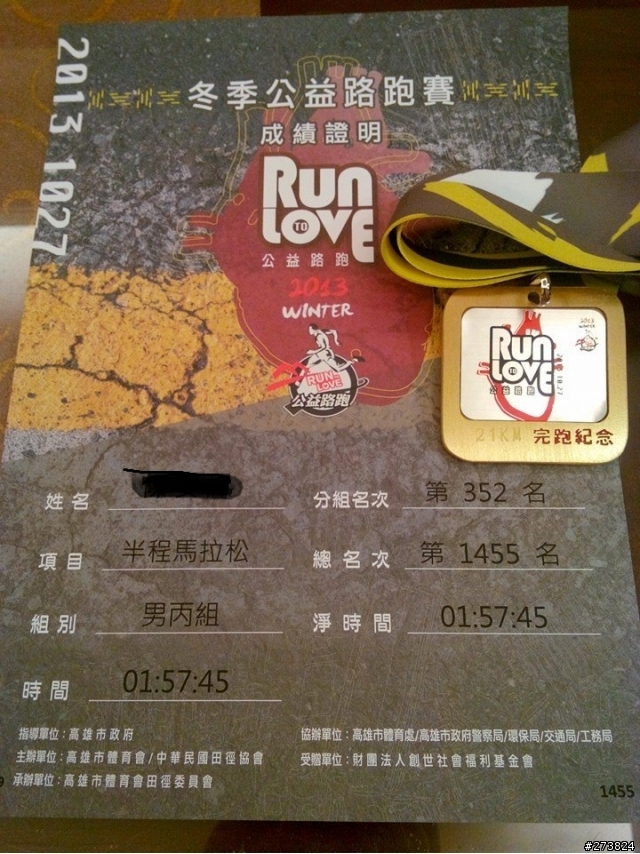 2013 1027
冬季公益路跑賽
成績證明
RUN
TO
LOVE
公益路跑
2013
WINTER
RUN
LOVE
公益路跑
RUN
TO
LOVE
公益路跑
2013
WINTER
21KM 完跑紀念
姓名
分組名次 第 352 名
項目 半程馬拉松
總名次 第 1455 名
組別 男丙組
淨時間 01:57:45
時間 01:57:45
指導單位：高雄市政府
主辦單位：高雄市體育會/中華民國田徑協會
承辦單位：高雄市體育會田徑委員會
協辦單位：高雄市體育處/高雄市政府警察局/環保局/交通局/工務局
受贈單位：財團法人創世社會福利基金會
1455
#273824